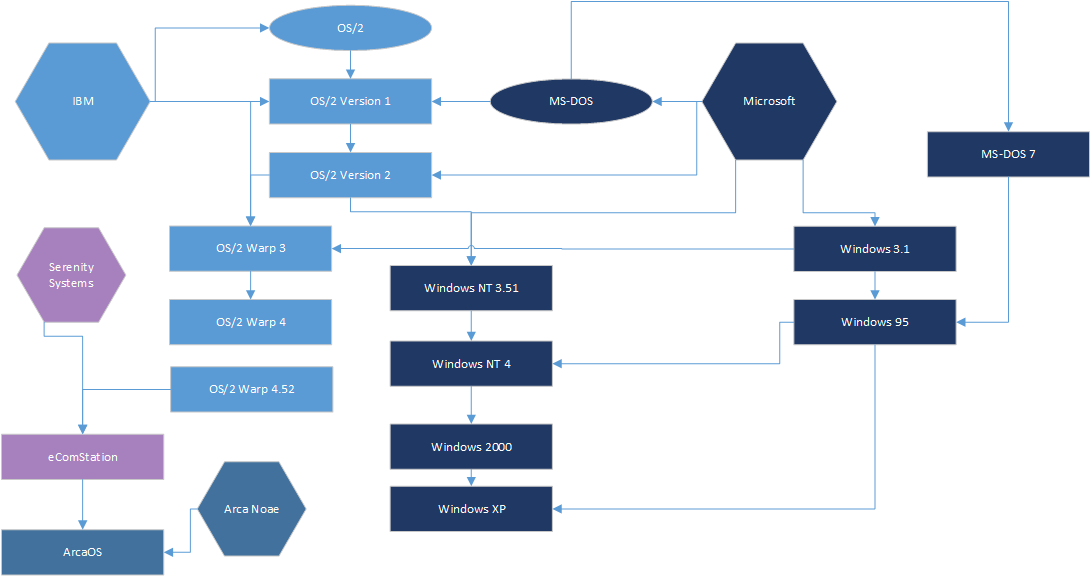 OS/2
IBM
OS/2 Version 1
MS-DOS
Microsoft
MS-DOS 7
OS/2 Version 2
OS/2 Warp 3
Windows 3.1
Serenity
Systems
Windows NT 3.51
OS/2 Warp 4
Windows 95
Windows NT 4
OS/2 Warp 4.52
eComStation
Windows 2000
Arca Noae
Windows XP
ArcaOS